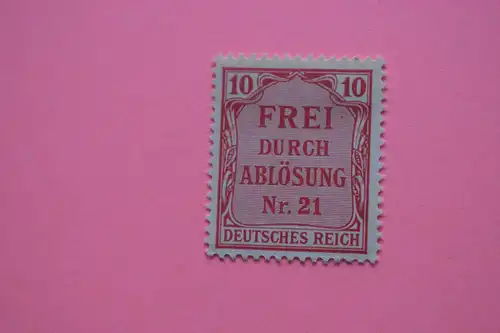 10 10
FREI
DURCH
ABLÖSUNG
Nr. 21
DEUTSCHES REICH